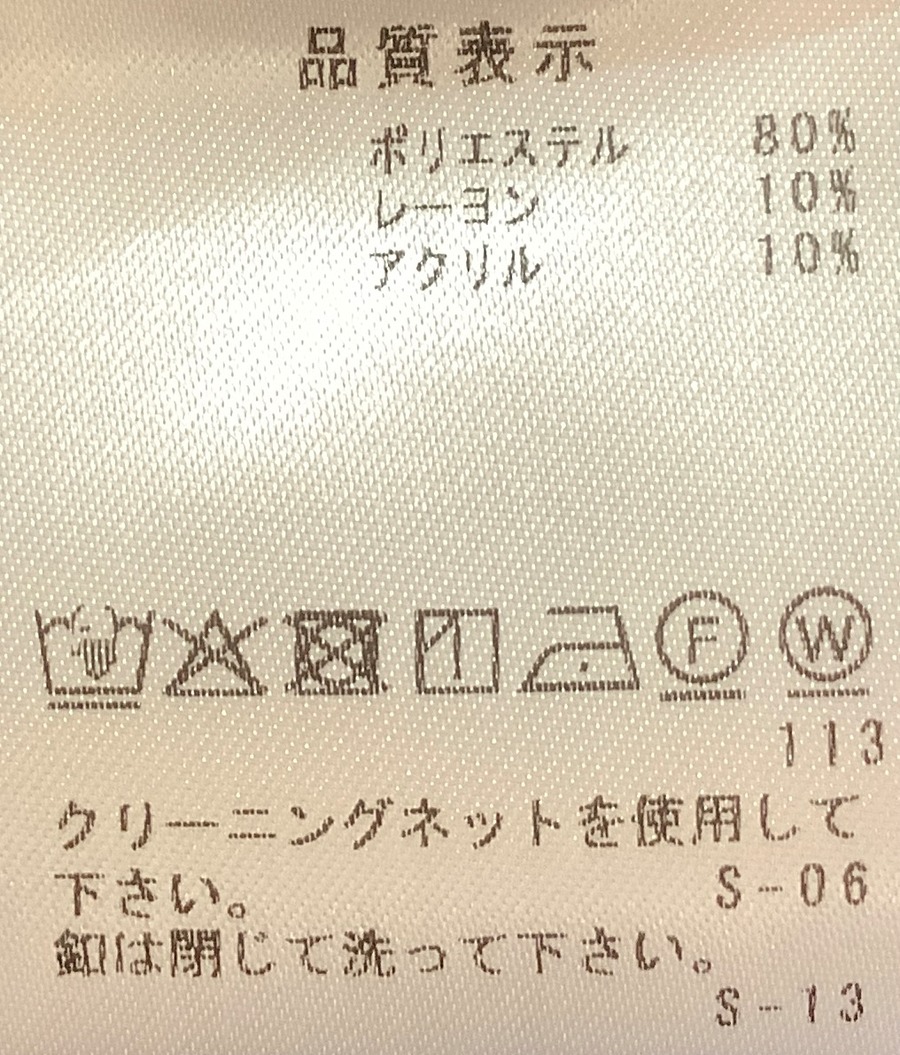 品質表示
ポリエステル 80%
レーヨン 10%
アクリル 10%
F W
113
クリーニングネットを使用して
下さい。 S-06
釦は閉じて洗って下さい。
S-13